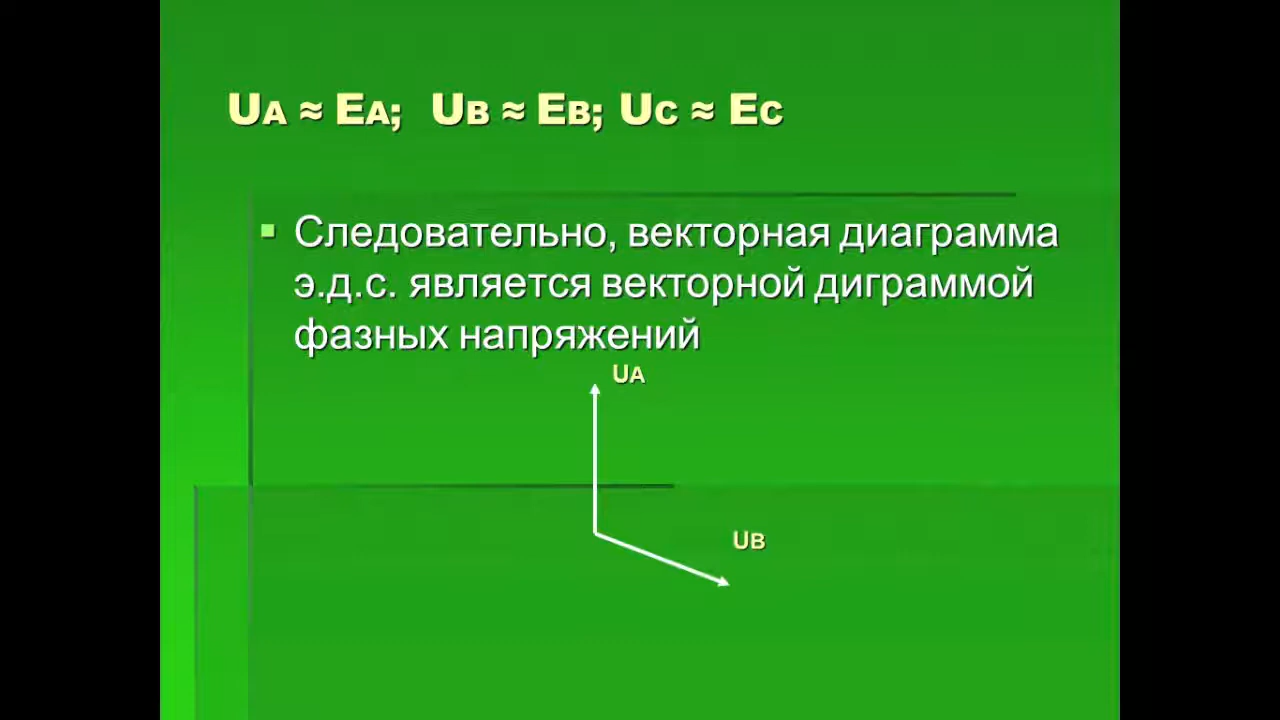 UA ≈ EA; UB ≈ EB; UC ≈ EC
▪ Следовательно, векторная диаграмма
э.д.с. является векторной диграммой
фазных напряжений
UA
UB